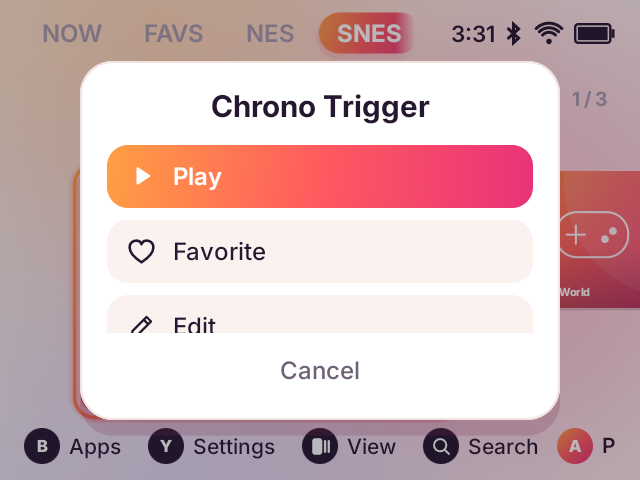 NOW FAVS NES SNES 3:31
1/3
Chrono Trigger
Play
Favorite
Edit
World
Cancel
B Apps Y Settings View Search A P